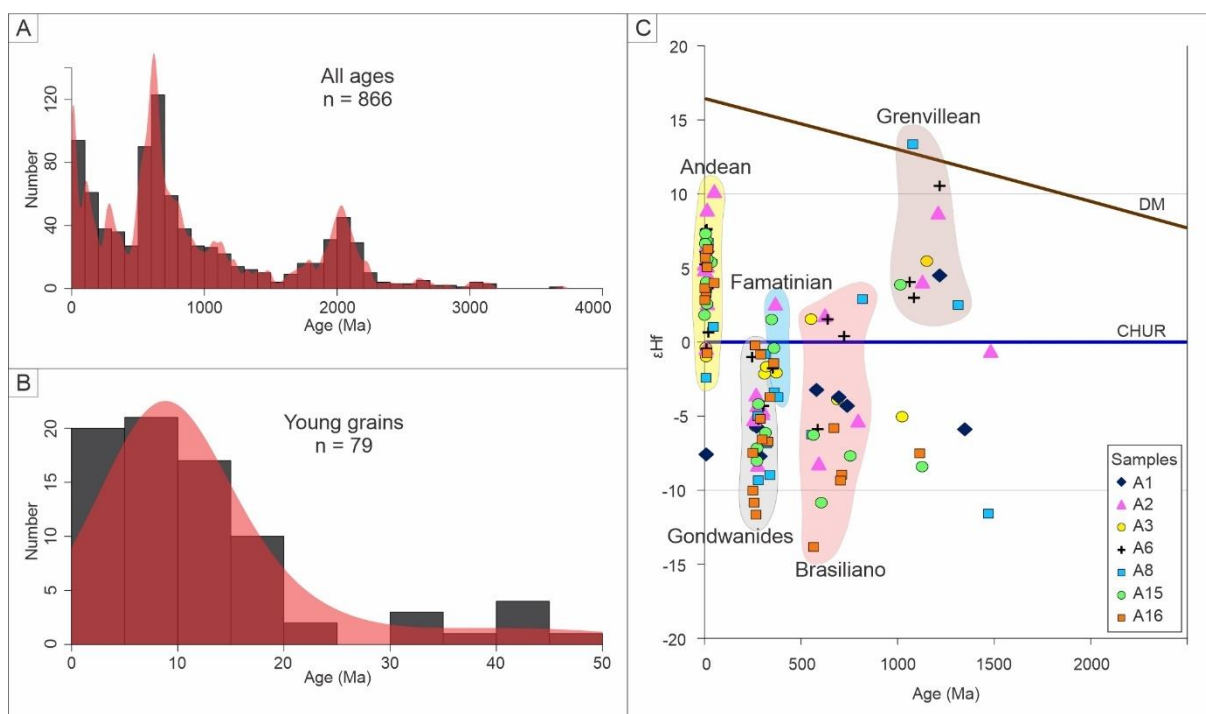 A
All ages
n = 866
Number
120
80
40
0
0
1000
2000
3000
4000
Age (Ma)
B
Young grains
n = 79
Number
20
15
10
5
0
0
10
20
30
40
50
Age (Ma)
C
20
15
10
5
0
-5
-10
-15
-20
εHf
Grenvillean
Andean
DM
Famatinian
CHUR
Gondwanides
Brasiliano
Samples
A1
A2
A3
A6
A8
A15
A16
0
500
1000
1500
2000
Age (Ma)